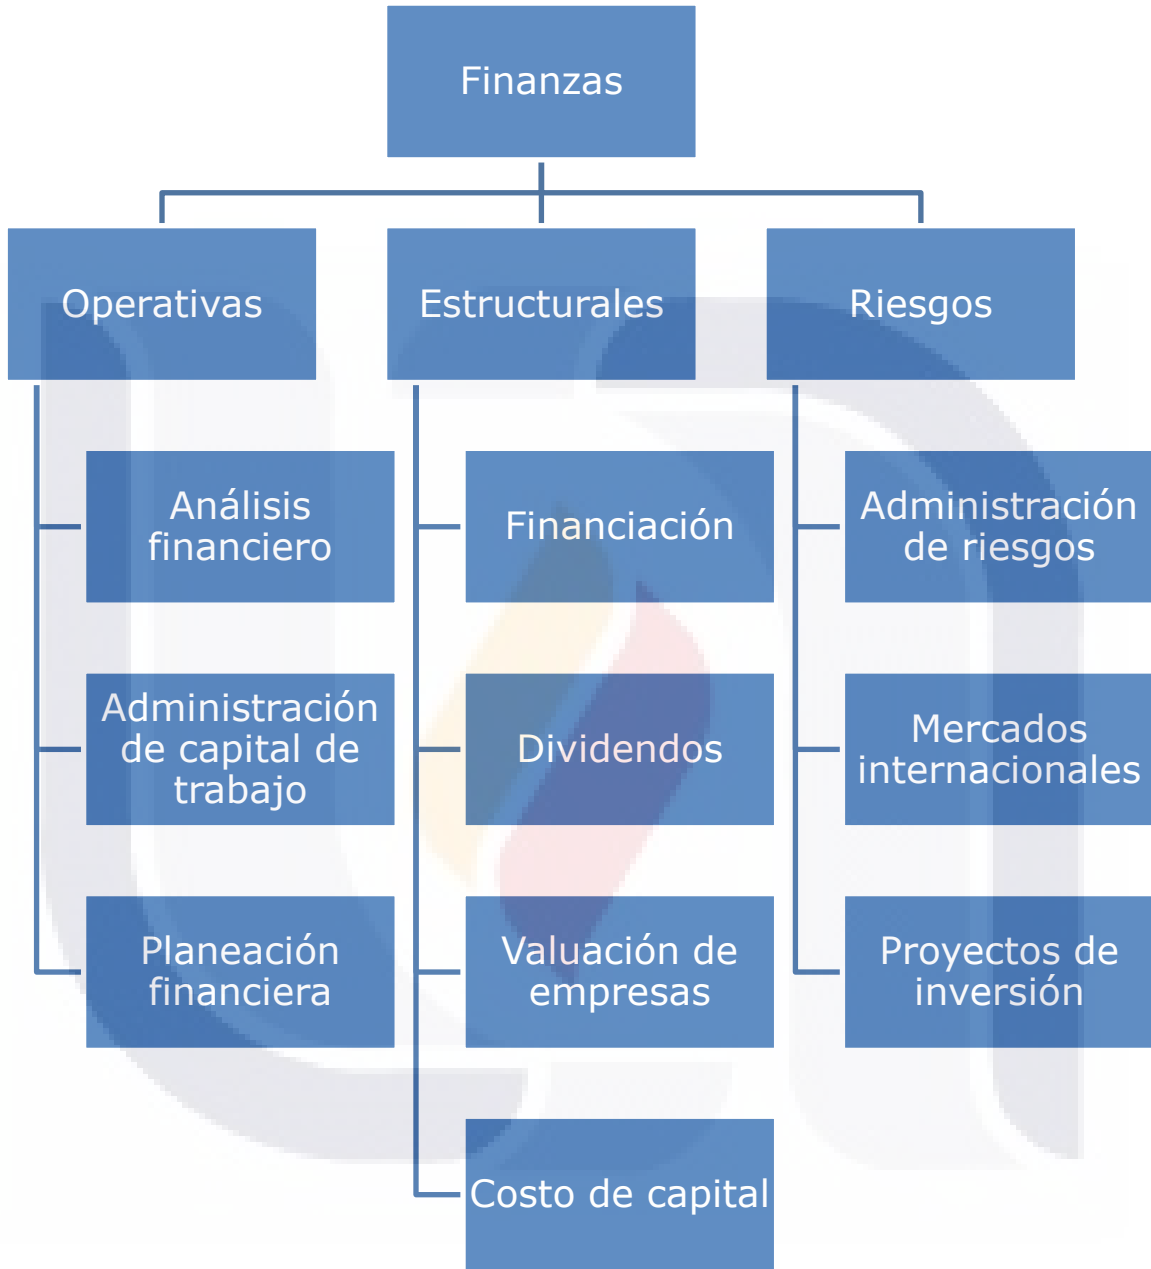 Finanzas
Operativas
Estructurales
Riesgos
Análisis
financiero
Financiación
Administración
de riesgos
Administración
de capital de
trabajo
Dividendos
Mercados
internacionales
Planeación
financiera
Valuación de
empresas
Proyectos de
inversión
Costo de capital